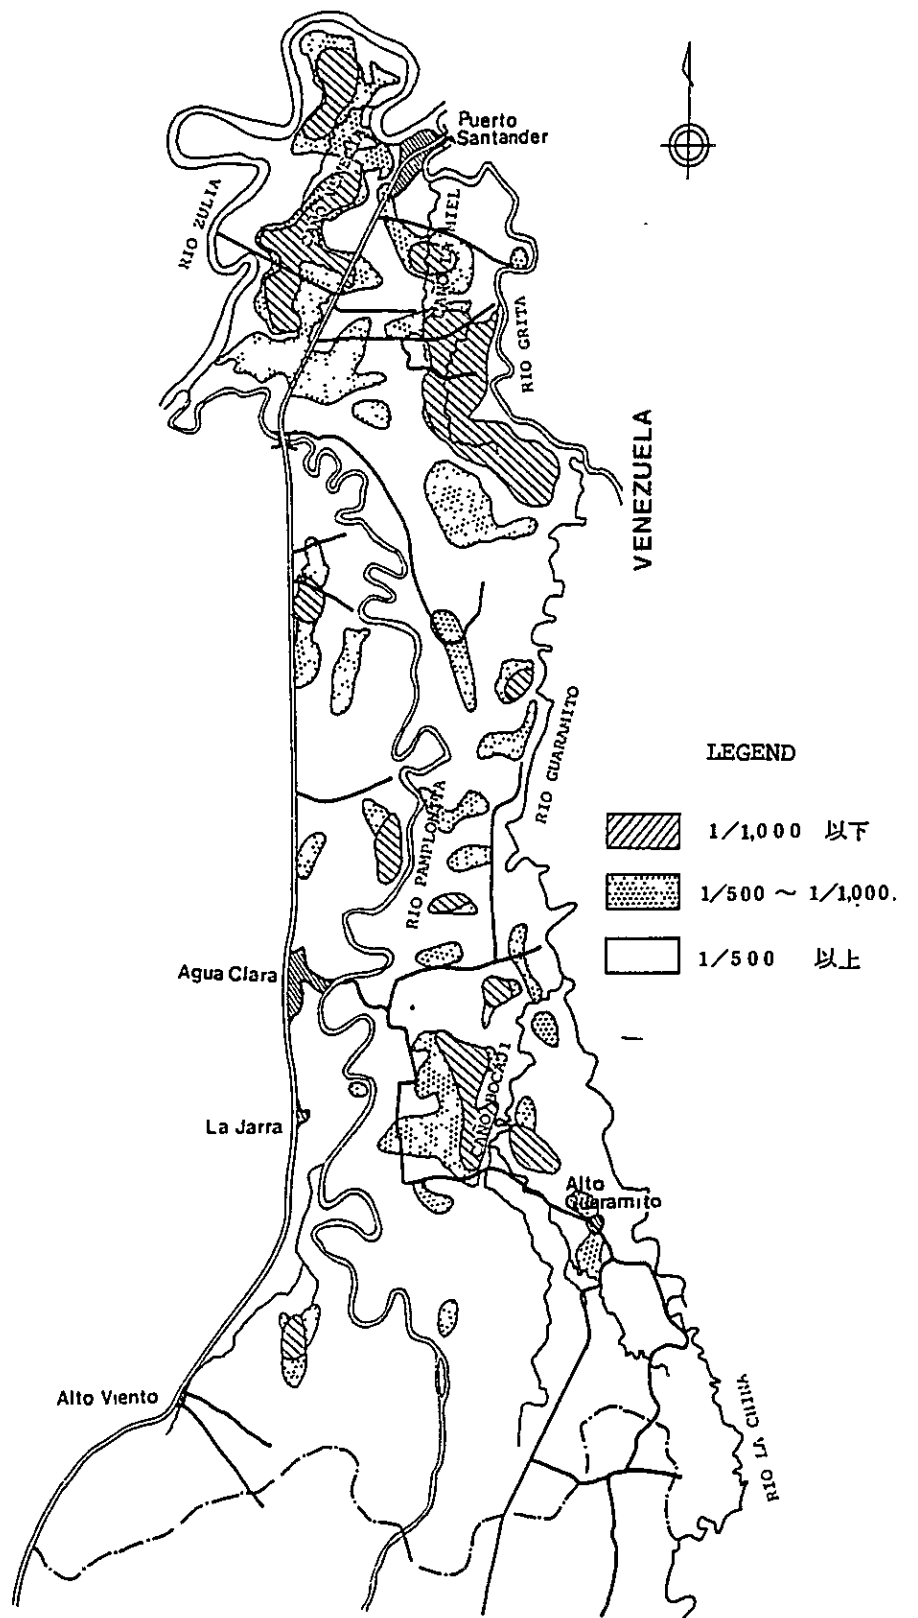 Puerto
Santander
RIO ZULIA
RIO GRITA
VENEZUELA
RIO GUARAMITO
LEGEND
1/1,000 以下
1/500 ~ 1/1,000.
1/500 以上
RIO PAMPLONITA
Agua Clara
La Jarra
Alto
Guaramito
Alto Viento
RIO LA CHINA